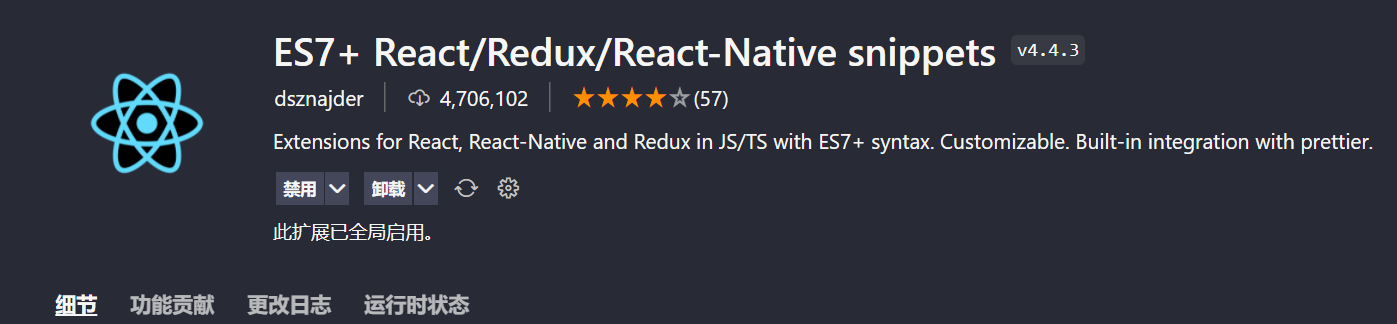 ES7+ React/Redux/React-Native snippets v4.4.3
dsznajder 4,706,102 (57)
Extensions for React, React-Native and Redux in JS/TS with ES7+ syntax. Customizable. Built-in integration with prettier.
禁用 卸载
此扩展已全局启用。
细节 功能贡献 更改日志 运行时状态